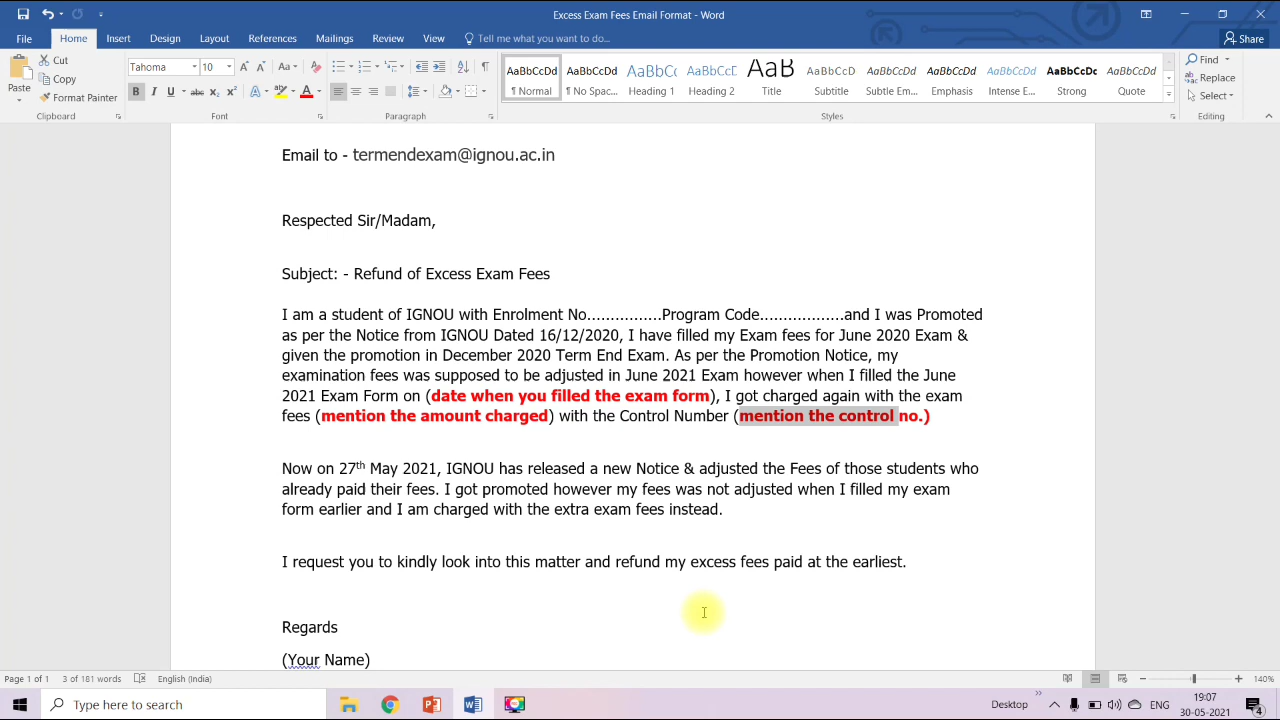 Excess Exam Fees Email Format - Word
File Home Insert Design Layout References Mailings Review View Tell me what you want to do... Share
Paste Cut Copy Format Painter
Tahoma 10 Aa
B I U abc X₂ X² A A
AaBbCcDd AaBbCcDd AaBbCc AaBbCcD AaB AaBbCcD AaBbCcDd AaBbCcDd AaBbCcDd AaBbCcDc AaBbCcDd
¶ Normal ¶ No Spac... Heading 1 Heading 2 Title Subtitle Subtle Em... Emphasis Intense E... Strong Quote
Find Replace Select
Clipboard Font Paragraph Styles Editing
Email to - termendexam@ignou.ac.in
Respected Sir/Madam,
Subject: - Refund of Excess Exam Fees
I am a student of IGNOU with Enrolment No................Program Code..................and I was Promoted
as per the Notice from IGNOU Dated 16/12/2020, I have filled my Exam fees for June 2020 Exam &
given the promotion in December 2020 Term End Exam. As per the Promotion Notice, my
examination fees was supposed to be adjusted in June 2021 Exam however when I filled the June
2021 Exam Form on (date when you filled the exam form), I got charged again with the exam
fees (mention the amount charged) with the Control Number (mention the control no.)
Now on 27th May 2021, IGNOU has released a new Notice & adjusted the Fees of those students who
already paid their fees. I got promoted however my fees was not adjusted when I filled my exam
form earlier and I am charged with the extra exam fees instead.
I request you to kindly look into this matter and refund my excess fees paid at the earliest.
Regards
(Your Name)
Page 1 of 1 3 of 181 words English (India) 140%
Type here to search Desktop ENG 19:07
30-05-2021 4